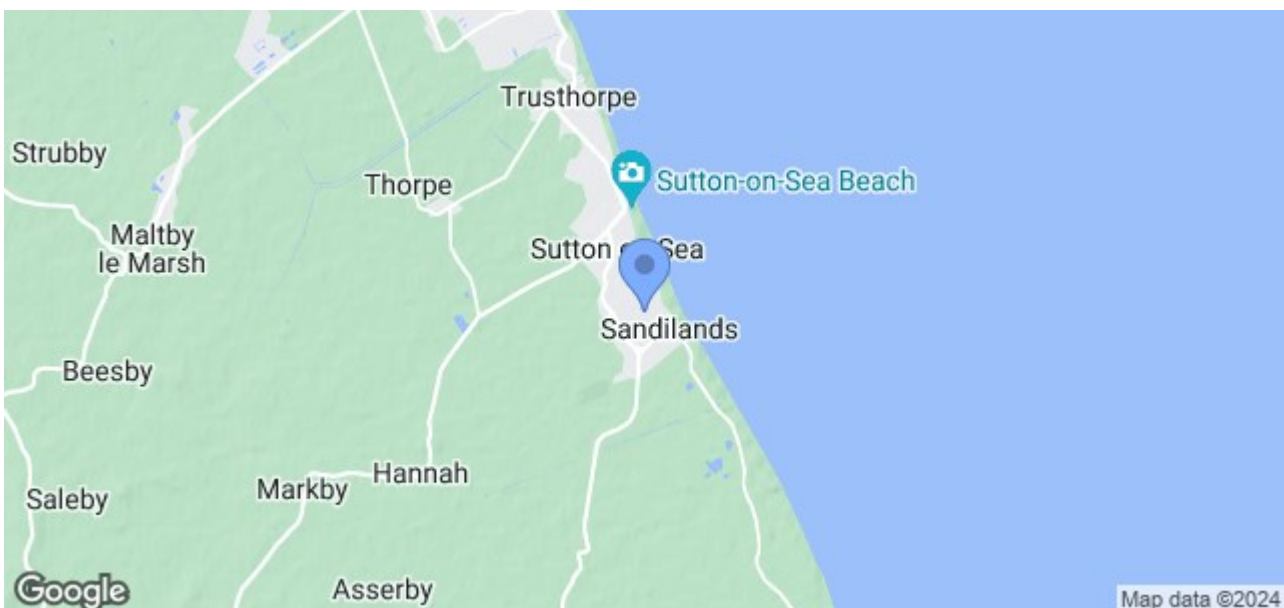 Trusthorpe
Strubby
Sutton-on-Sea Beach
Thorpe
Maltby
le Marsh
Sutton Sea
Sandilands
Beesby
Hannah
Markby
Saleby
Asserby
Google
Map data ©2024